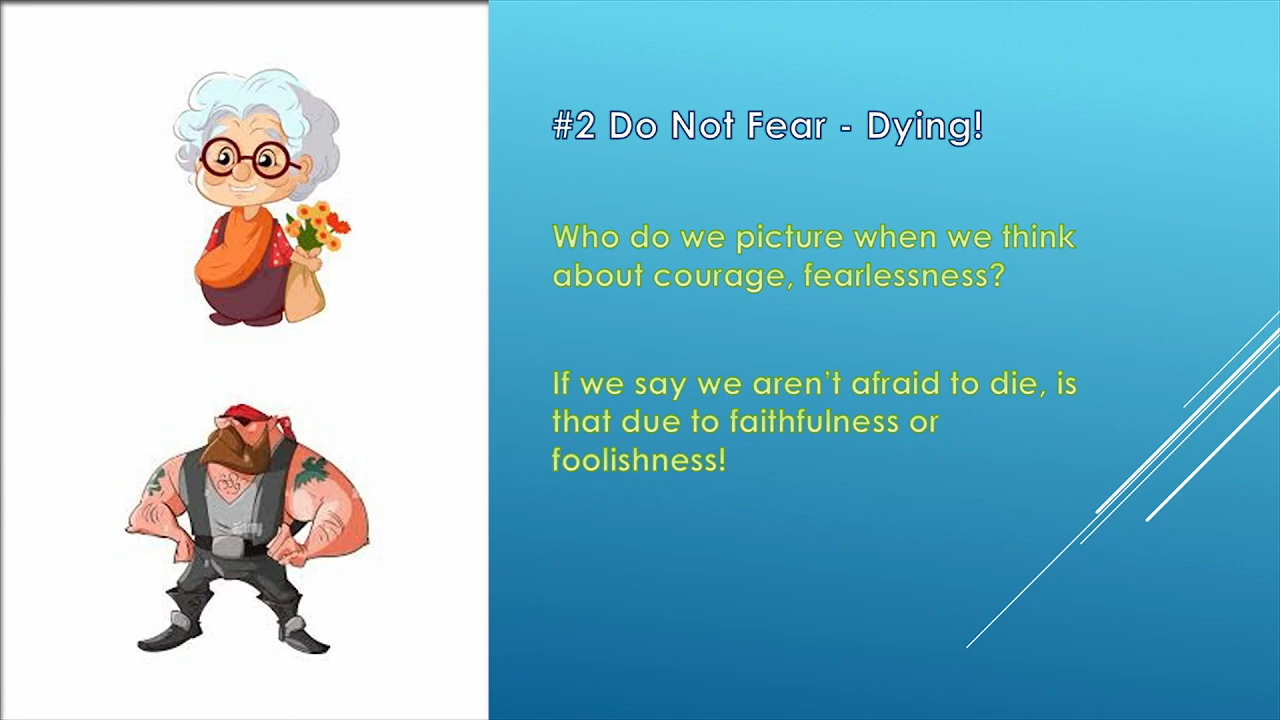 #2 Do Not Fear - Dying!
Who do we picture when we think
about courage, fearlessness?
If we say we aren't afraid to die, is
that due to faithfulness or
foolishness!